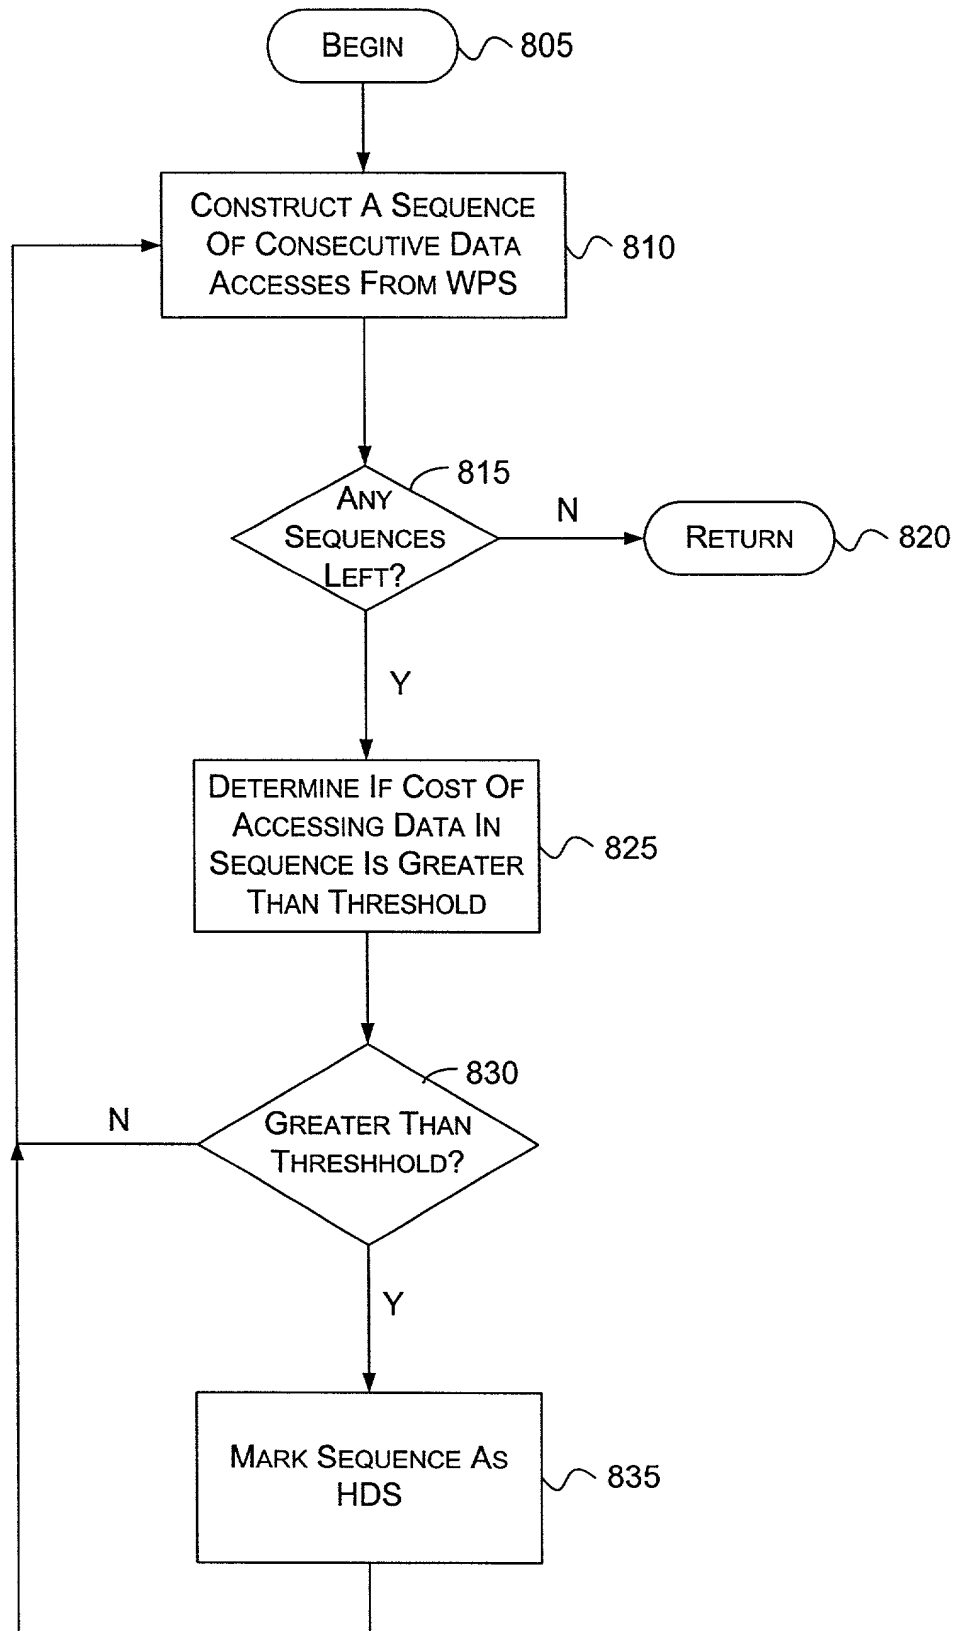 BEGIN
805
CONSTRUCT A SEQUENCE
OF CONSECUTIVE DATA
ACCESSES FROM WPS
810
815
ANY
SEQUENCES
LEFT?
N
RETURN
820
Y
DETERMINE IF COST OF
ACCESSING DATA IN
SEQUENCE IS GREATER
THAN THRESHOLD
825
830
GREATER THAN
THRESHHOLD?
N
Y
MARK SEQUENCE AS
HDS
835